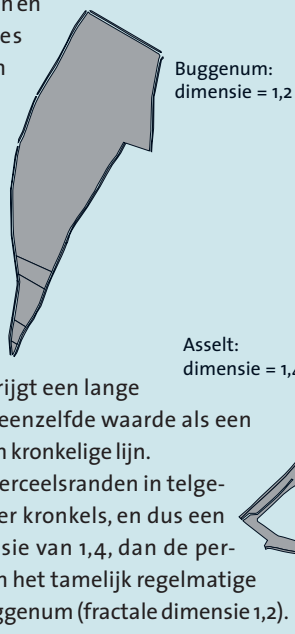 es
Buggenum:
dimensie = 1,2
Asselt:
dimensie = 1,4
rijgt een lange
eenzelfde waarde als een
kronkelige lijn.
erceelsranden in telge-
er kronkels, en dus een
sie van 1,4, dan de per-
het tamelijk regelmatige
ggenum (fractale dimensie 1,2).